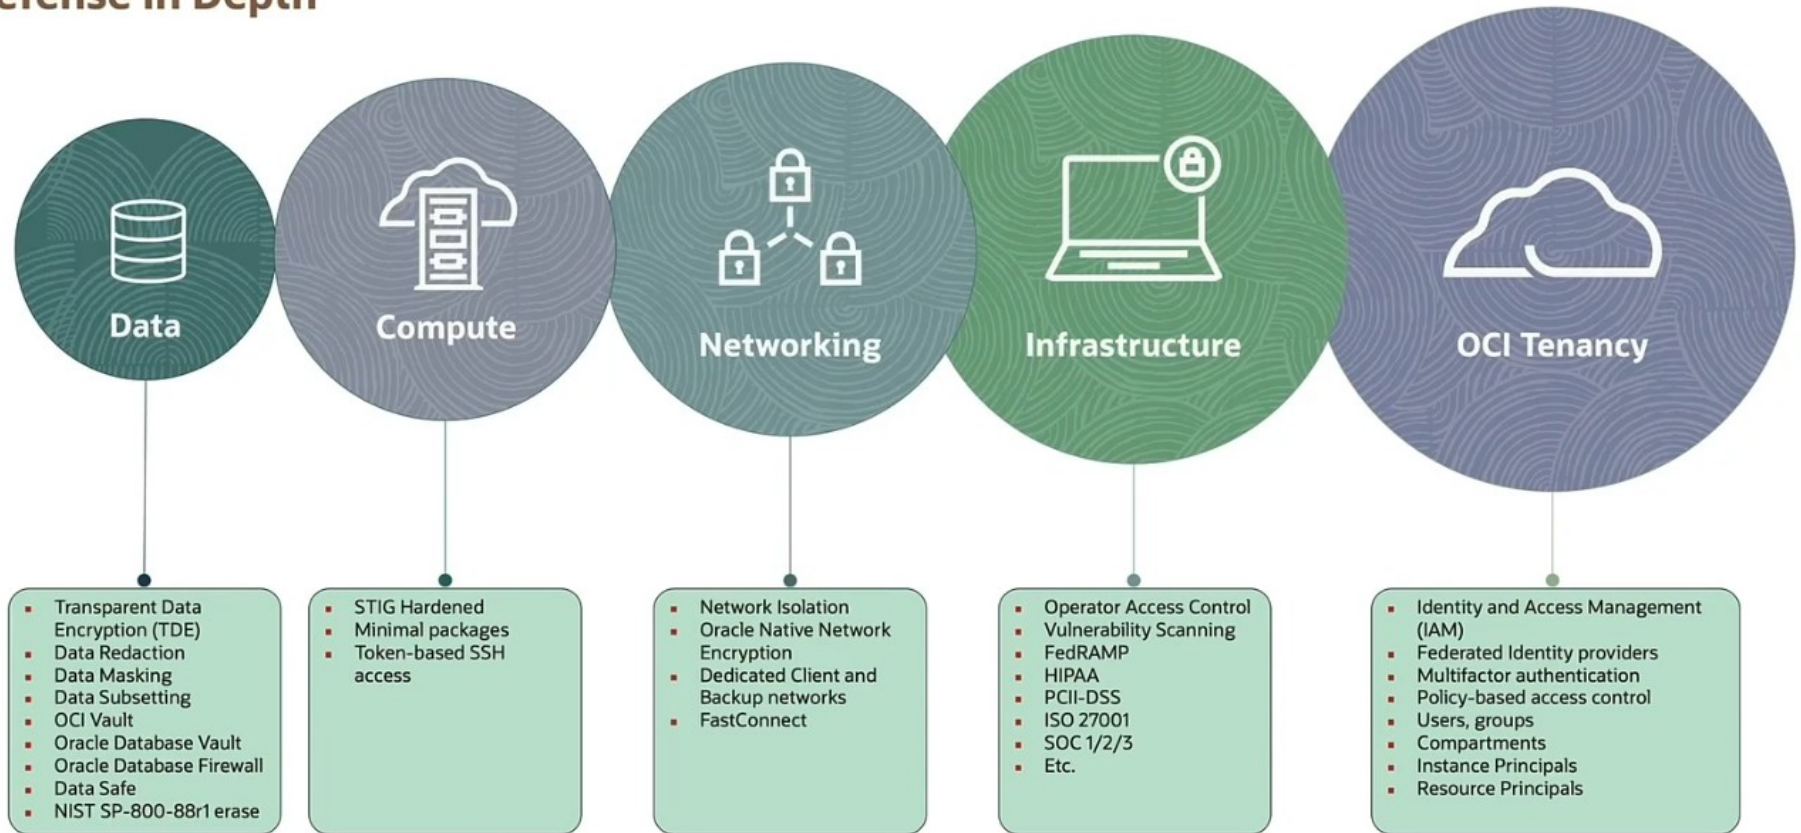 Defense in Depth
Data
Compute
Networking
Infrastructure
OCI Tenancy
Transparent Data
Encryption (TDE)
Data Redaction
Data Masking
Data Subsetting
OCI Vault
Oracle Database Vault
Oracle Database Firewall
Data Safe
NIST SP-800-88r1 erase
STIG Hardened
Minimal packages
Token-based SSH
access
Network Isolation
Oracle Native Network
Encryption
Dedicated Client and
Backup networks
FastConnect
Operator Access Control
Vulnerability Scanning
FedRAMP
HIPAA
PCII-DSS
ISO 27001
SOC 1/2/3
Etc.
Identity and Access Management
(IAM)
Federated Identity providers
Multifactor authentication
Policy-based access control
Users, groups
Compartments
Instance Principals
Resource Principals